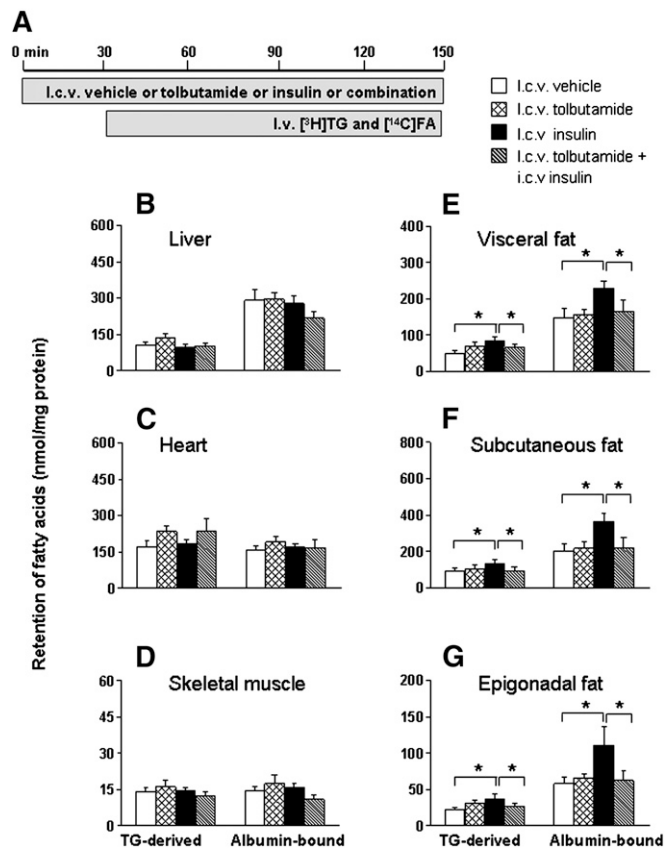 A
0 min 30 60 90 120 150
I.c.v. vehicle or tolbutamide or insulin or combination
I.v. [³H]TG and [¹⁴C]FA
I.c.v. vehicle
I.c.v. tolbutamide
I.c.v insulin
I.c.v. tolbutamide +
i.c.v insulin
Retention of fatty acids (nmol/mg protein)
B
Liver
600
450
300
150
0
E
Visceral fat
400
300
200
100
0
* *
* *
C
Heart
600
450
300
150
0
F
Subcutaneous fat
800
600
400
200
0
* *
* *
D
Skeletal muscle
60
45
30
15
0
TG-derived Albumin-bound
G
Epigonadal fat
200
150
100
50
0
* *
* *
TG-derived Albumin-bound